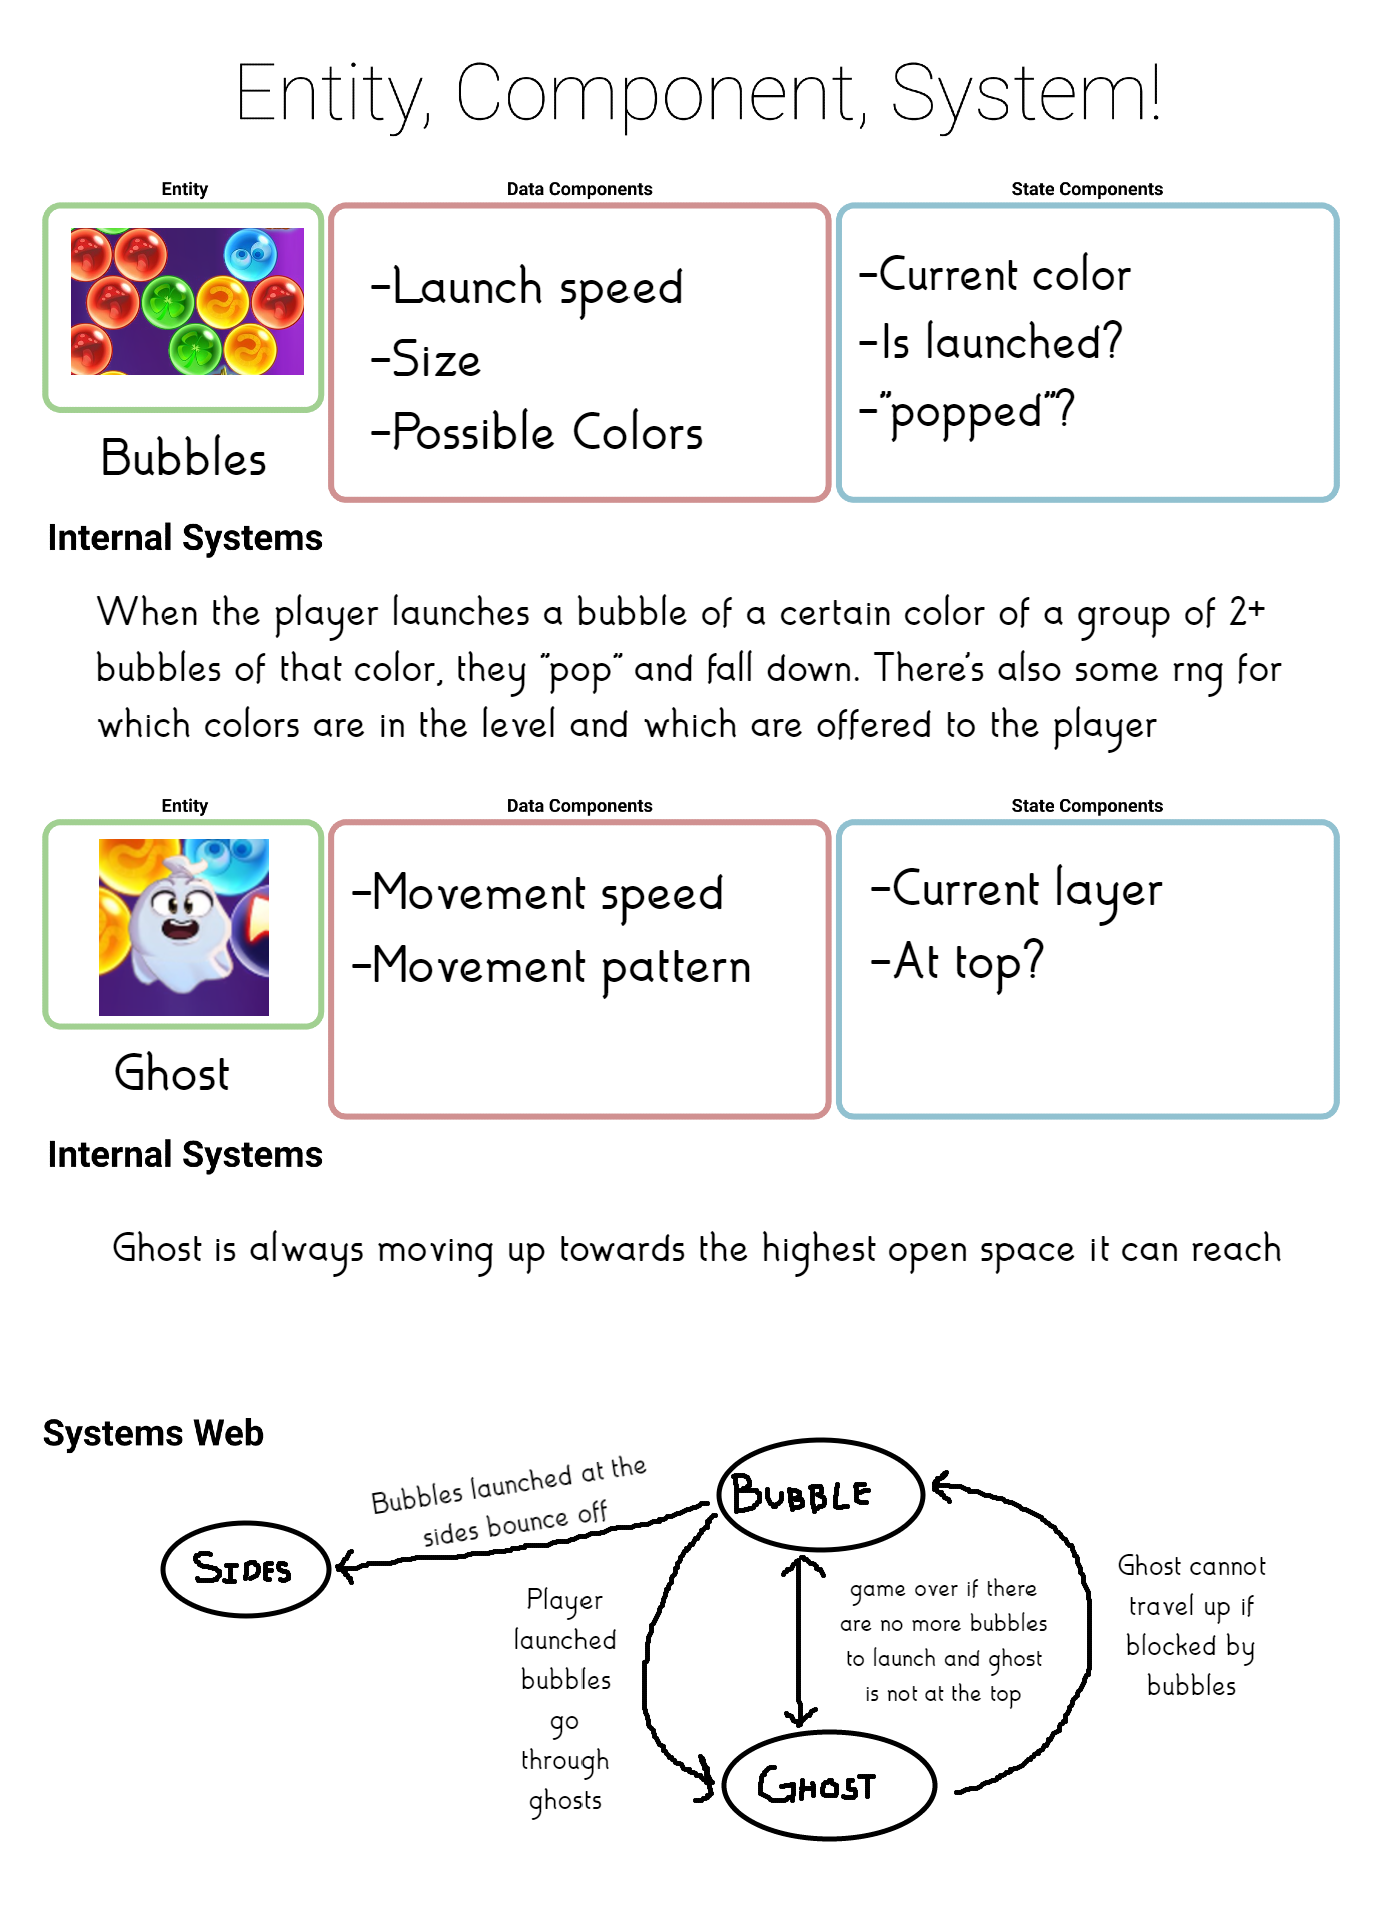 Entity, Component, System!
Entity
Data Components
State Components
-Launch speed
-Size
-Possible Colors
-Current color
-Is launched?
-"popped"?
Bubbles
Internal Systems
When the player launches a bubble of a certain color of a group of 2+
bubbles of that color, they "pop" and fall down. There's also some rng for
which colors are in the level and which are offered to the player
Entity
Data Components
State Components
-Movement speed
-Movement pattern
-Current layer
-At top?
Ghost
Internal Systems
Ghost is always moving up towards the highest open space it can reach
Systems Web
Bubbles launched at the
sides bounce off
SIDES
BUBBLE
Player
launched
bubbles
go
through
ghosts
game over if there
are no more bubbles
to launch and ghost
is not at the top
Ghost cannot
travel up if
blocked by
bubbles
GHOST